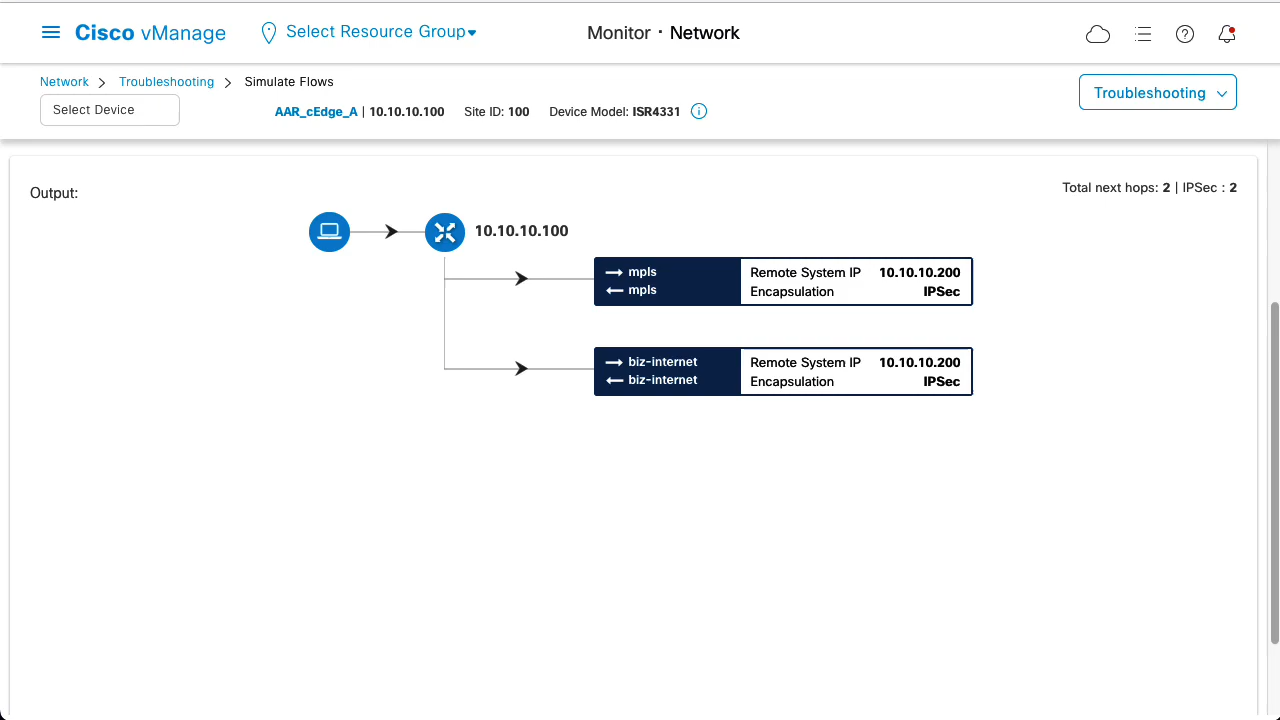 Cisco vManage
Select Resource Group
Monitor · Network
Network > Troubleshooting > Simulate Flows
Select Device
AAR_cEdge_A | 10.10.10.100 Site ID: 100 Device Model: ISR4331
Troubleshooting
Output:
Total next hops: 2 | IPSec : 2
10.10.10.100
mpls
mpls
Remote System IP 10.10.10.200
Encapsulation IPSec
biz-internet
biz-internet
Remote System IP 10.10.10.200
Encapsulation IPSec